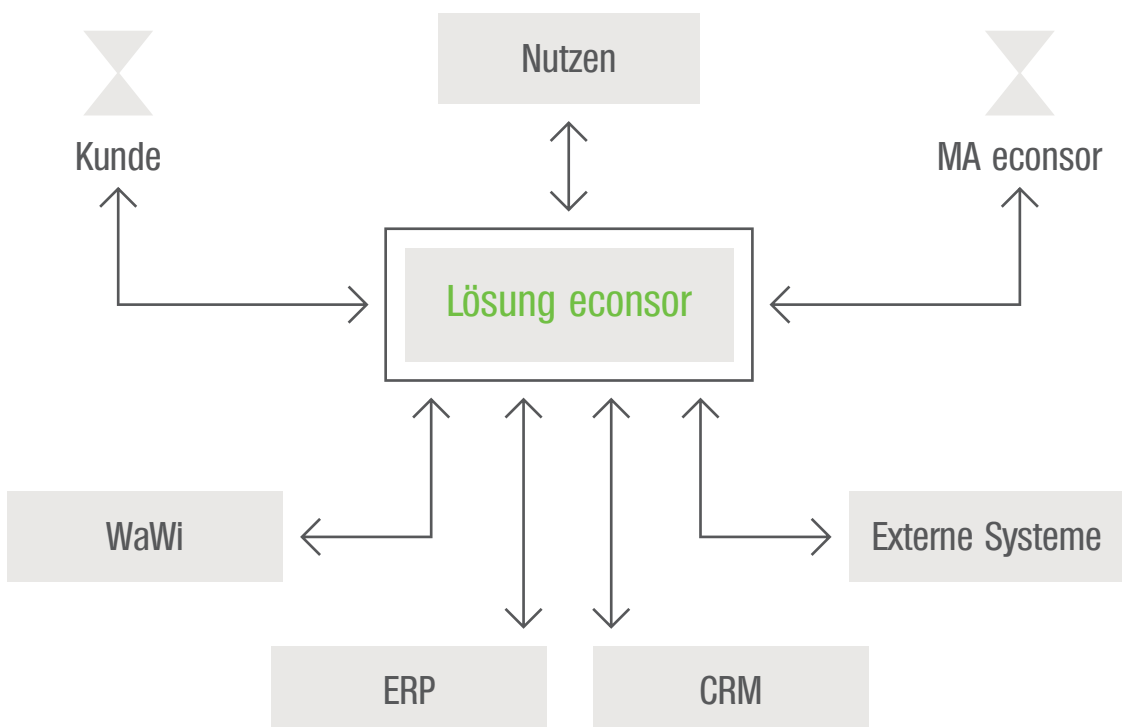 Nutzen
Kunde
MA econsor
Lösung econsor
WaWi
Externe Systeme
ERP
CRM